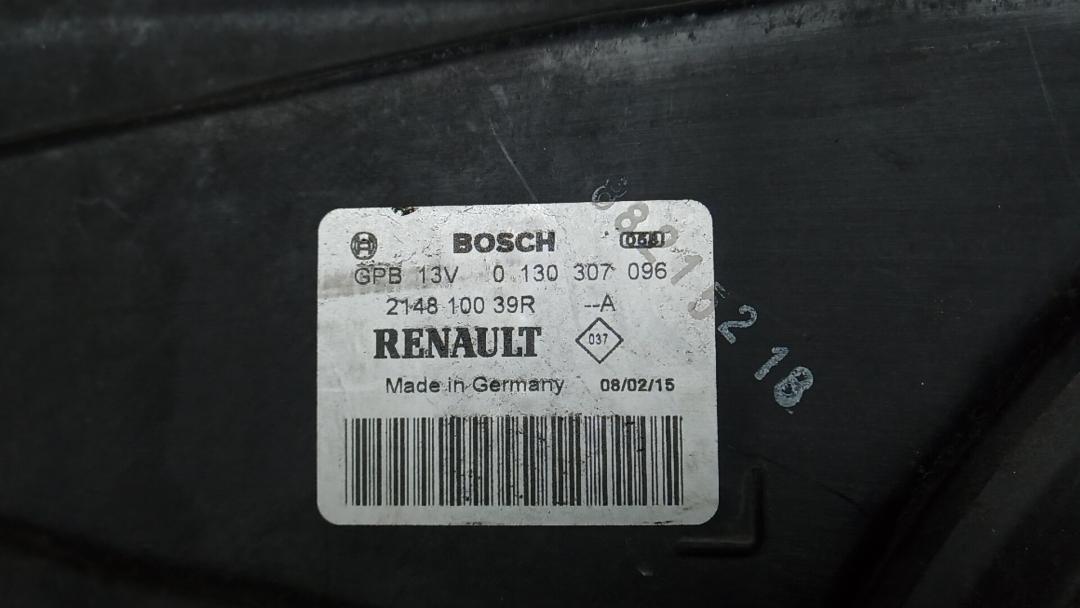 BOSCH
GPB 13V 0 130 307 096
2148 100 39R --A
RENAULT 037
Made in Germany 08/02/15